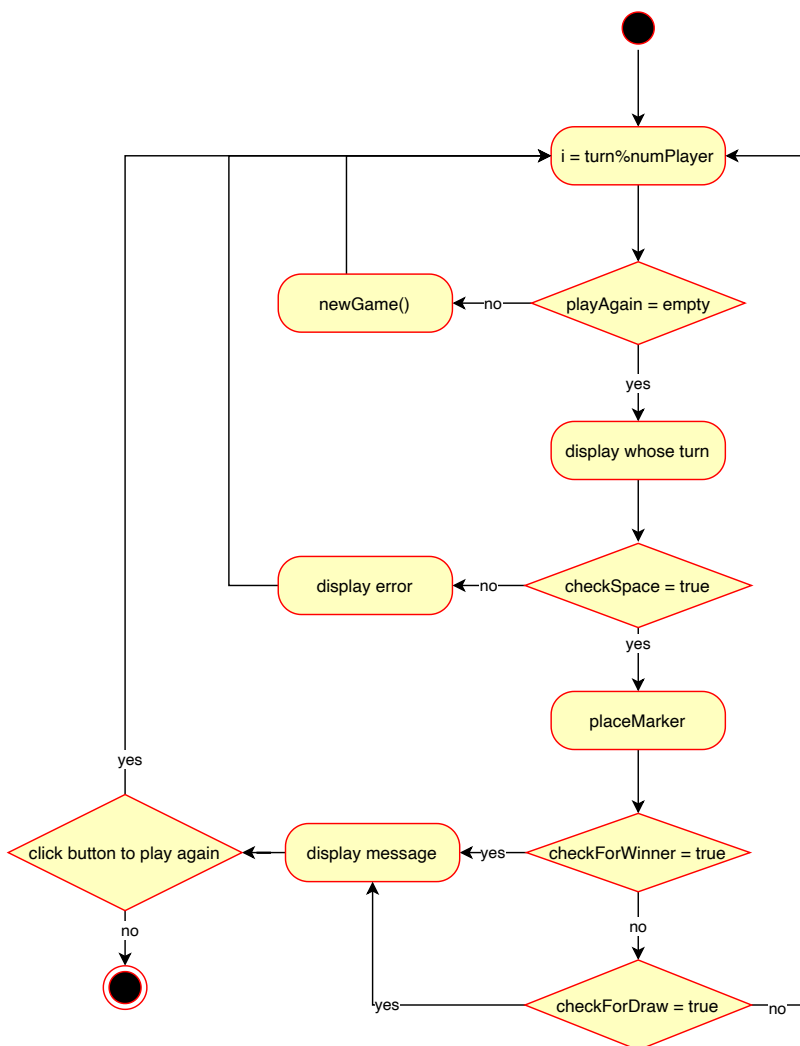 i = turn%numPlayer
newGame()
no
playAgain = empty
yes
display whose turn
display error
no
checkSpace = true
yes
placeMarker
yes
click button to play again
display message
yes
checkForWinner = true
no
no
yes
checkForDraw = true
no